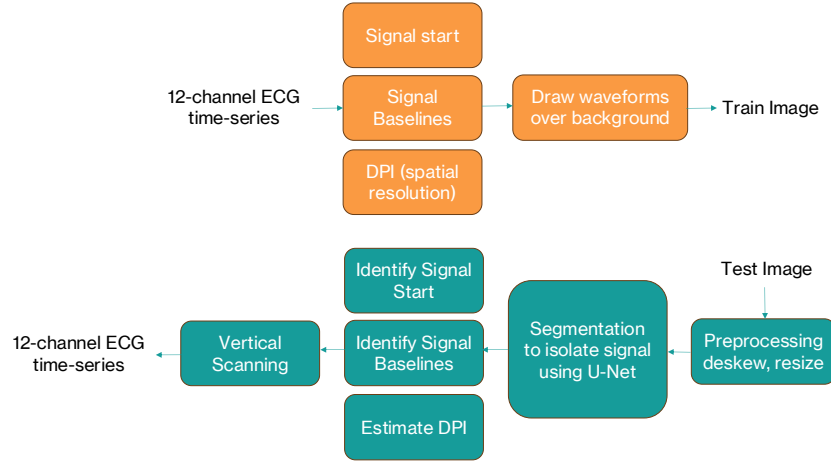 Signal start
12-channel ECG
time-series
Signal
Baselines
Draw waveforms
over background
Train Image
DPI (spatial
resolution)
Identify Signal
Start
Test Image
12-channel ECG
time-series
Vertical
Scanning
Identify Signal
Baselines
Segmentation
to isolate signal
using U-Net
Preprocessing
deskew, resize
Estimate DPI